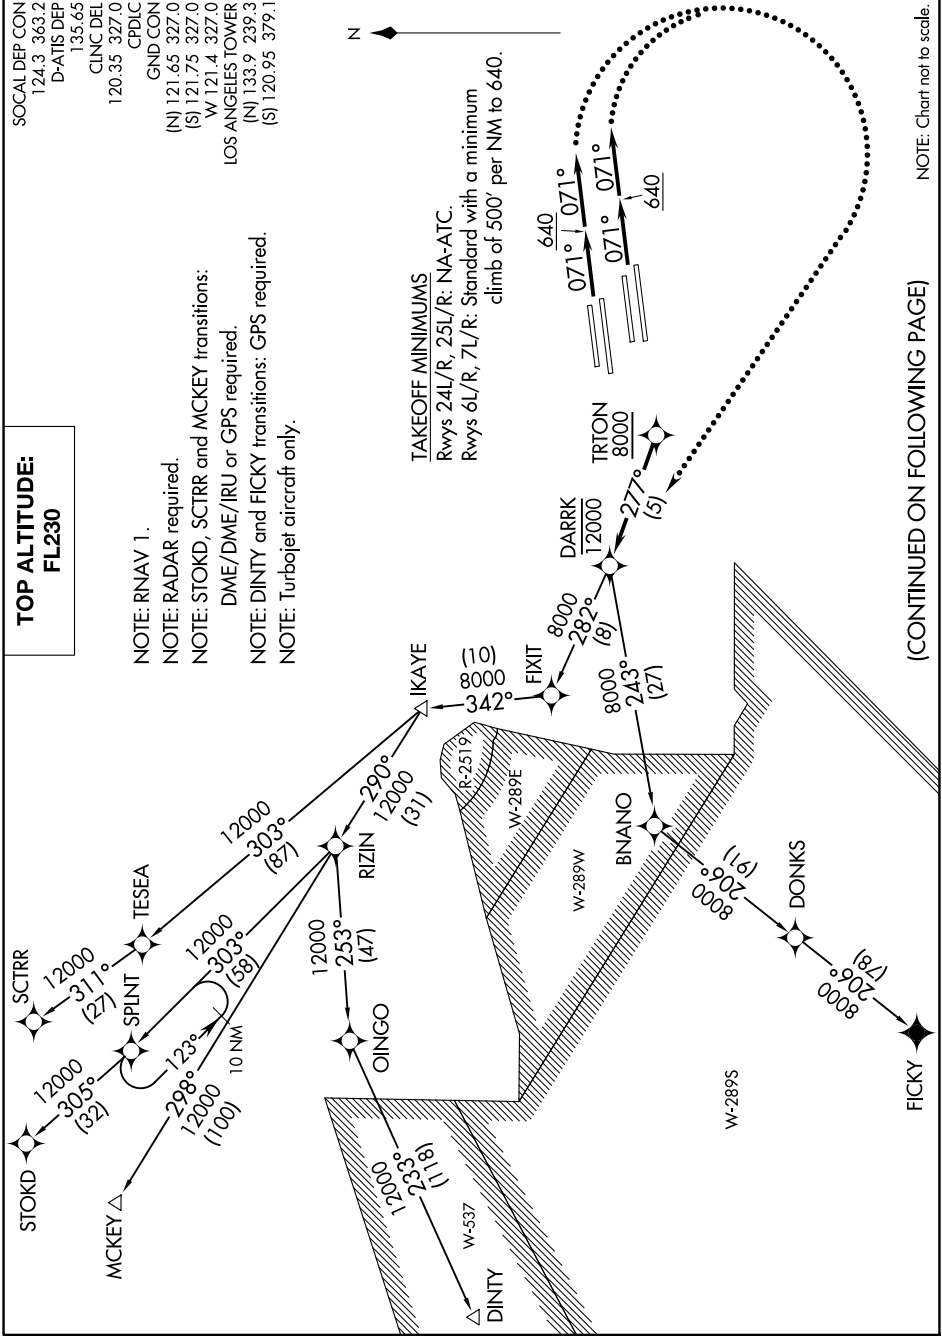 TOP ALTITUDE:
FL230
SOCAL DEP CON
124.3 363.2
D-ATIS DEP
135.65
CLNC DEL
120.35 327.0
CPDLC
GND CON
(N) 121.65 327.0
(S) 121.75 327.0
W 121.4 327.0
LOS ANGELES TOWER
(N) 133.9 239.3
(S) 120.95 379.1
NOTE: RNAV 1.
NOTE: RADAR required.
NOTE: STOKD, SCTRR and MCKEY transitions:
DME/DME/IRU or GPS required.
NOTE: DINTY and FICKY transitions: GPS required.
NOTE: Turbojet aircraft only.
N
TAKEOFF MINIMUMS
Rwys 24L/R, 25L/R: NA-ATC.
Rwys 6L/R, 7L/R: Standard with a minimum
climb of 500' per NM to 640.
STOKD
12000
305°
(32)
SCTRR
12000
311°
(27)
TESEA
SPLNT
123°
10 NM
12000
303°
(87)
12000
303°
(58)
MCKEY
298°
12000
(100)
RIZIN
290°
12000
(31)
IKAYE
(10)
8000
342°
FIXIT
8000
282°
(8)
OINGO
12000
253°
(47)
DINTY
12000
233°
(118)
W-537
R-2519
W-289E
W-289W
W-289S
BNANO
8000
243°
(27)
DARRK
12000
277°
(5)
TRTON
8000
640
071°
071°
071°
071°
640
DONKS
(91)
206°
8000
FICKY
(78)
206°
8000
(CONTINUED ON FOLLOWING PAGE)
NOTE: Chart not to scale.